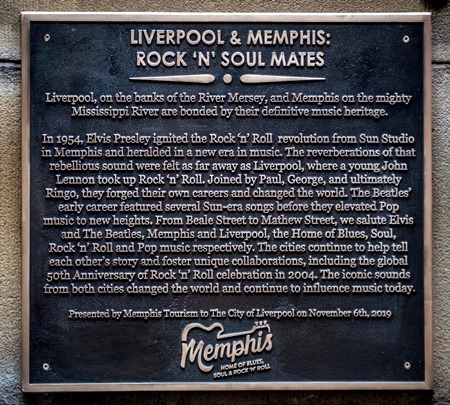 LIVERPOOL & MEMPHIS:
ROCK 'N' SOUL MATES
Liverpool, on the banks of the River Mersey, and Memphis on the mighty
Mississippi River are bonded by their definitive music heritage.
In 1954, Elvis Presley ignited the Rock 'n' Roll revolution from Sun Studio
in Memphis and heralded in a new era in music. The reverberations of that
rebellious sound were felt as far away as Liverpool, where a young John
Lennon took up Rock 'n' Roll. Joined by Paul, George, and ultimately
Ringo, they forged their own careers and changed the world. The Beatles'
early career featured several Sun-era songs before they elevated Pop
music to new heights. From Beale Street to Mathew Street, we salute Elvis
and The Beatles, Memphis and Liverpool, the Home of Blues, Soul,
Rock 'n' Roll and Pop music respectively. The cities continue to help tell
each other's story and foster unique collaborations, including the global
50th Anniversary of Rock 'n' Roll celebration in 2004. The iconic sounds
from both cities changed the world and continue to influence music today.
Presented by Memphis Tourism to The City of Liverpool on November 6th, 2019
Memphis
HOME OF BLUES,
SOUL & ROCK 'N' ROLL